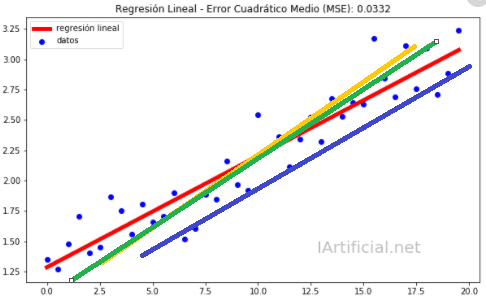 Regresión Lineal - Error Cuadrático Medio (MSE): 0.0332
regresión lineal
datos
3.25
3.00
2.75
2.50
2.25
2.00
1.75
1.50
1.25
IArtificial.net
0.0 2.5 5.0 7.5 10.0 12.5 15.0 17.5 20.0